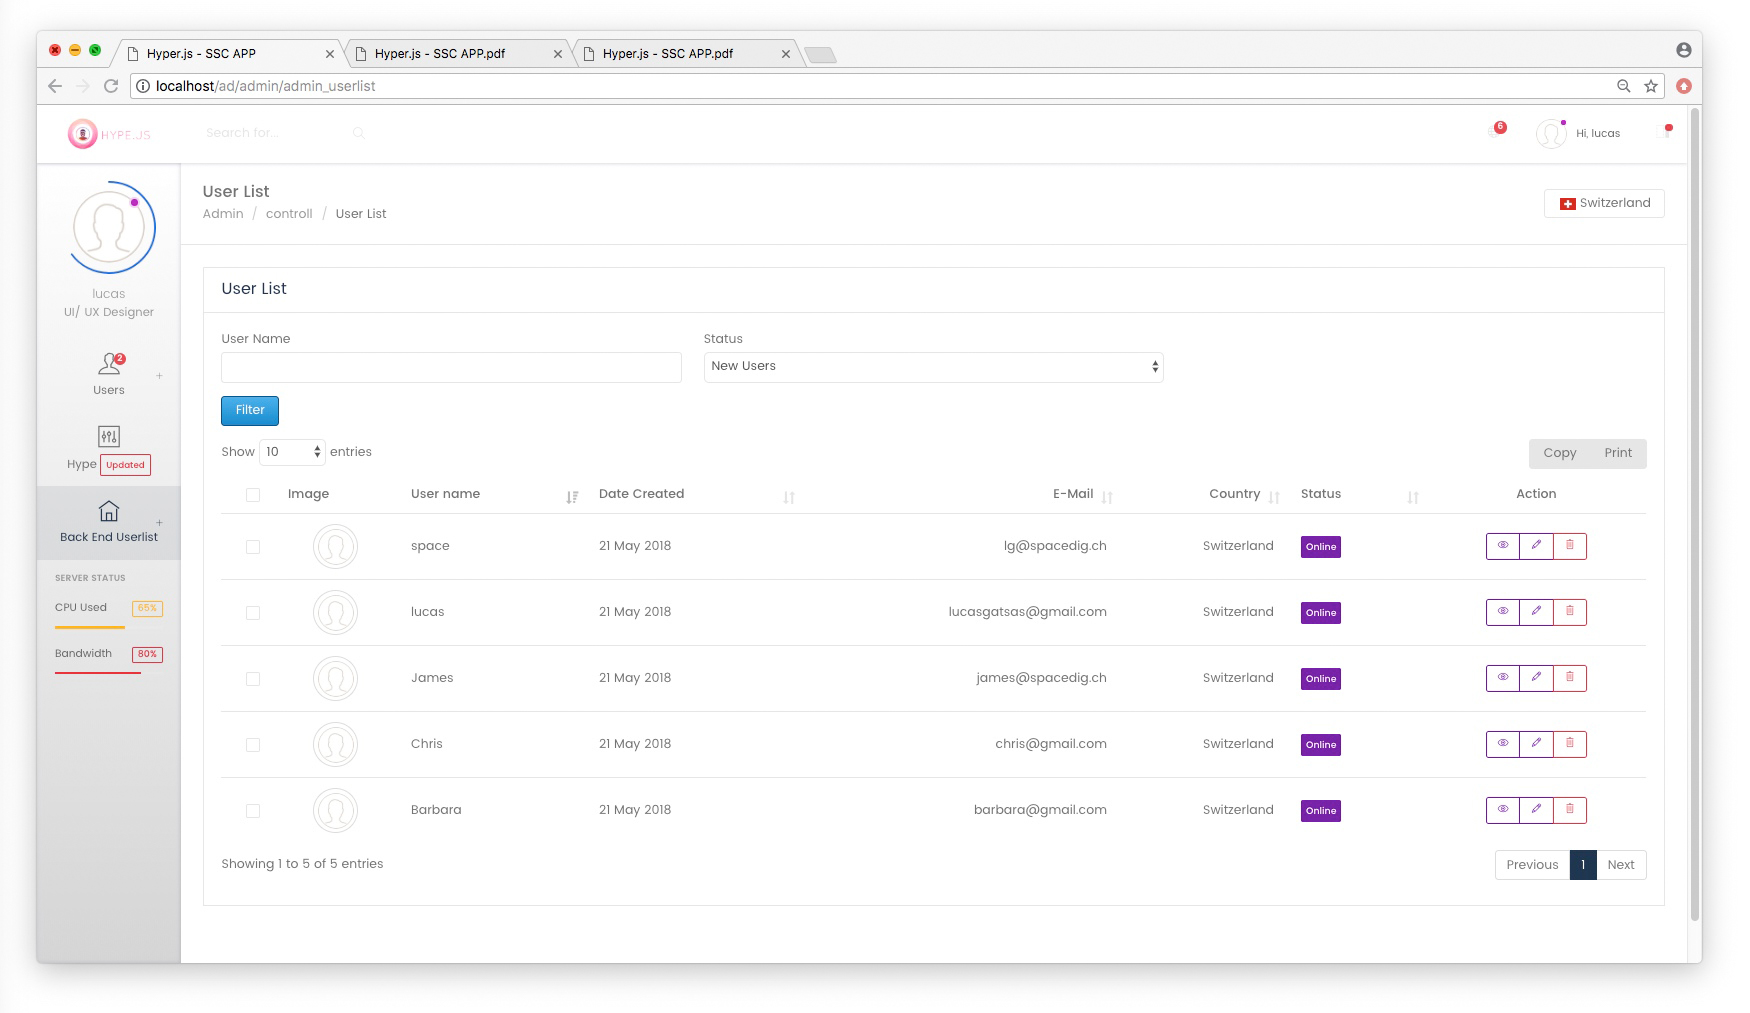 Hyper.js - SSC APP
Hyper.js - SSC APP.pdf
Hyper.js - SSC APP.pdf
localhost/ad/admin/admin_userlist
HYPE.JS
Search for...
6
Hi, lucas
lucas
UI/ UX Designer
2
Users
+
Hype Updated
Back End Userlist
+
SERVER STATUS
CPU Used 65%
Bandwidth 80%
User List
Admin / controll / User List
Switzerland
User List
User Name
Status
New Users
Filter
Show 10 entries
Copy Print
Image User name Date Created E-Mail Country Status Action
space 21 May 2018 lg@spacedig.ch Switzerland Online
lucas 21 May 2018 lucasgatsas@gmail.com Switzerland Online
James 21 May 2018 james@spacedig.ch Switzerland Online
Chris 21 May 2018 chris@gmail.com Switzerland Online
Barbara 21 May 2018 barbara@gmail.com Switzerland Online
Showing 1 to 5 of 5 entries
Previous 1 Next